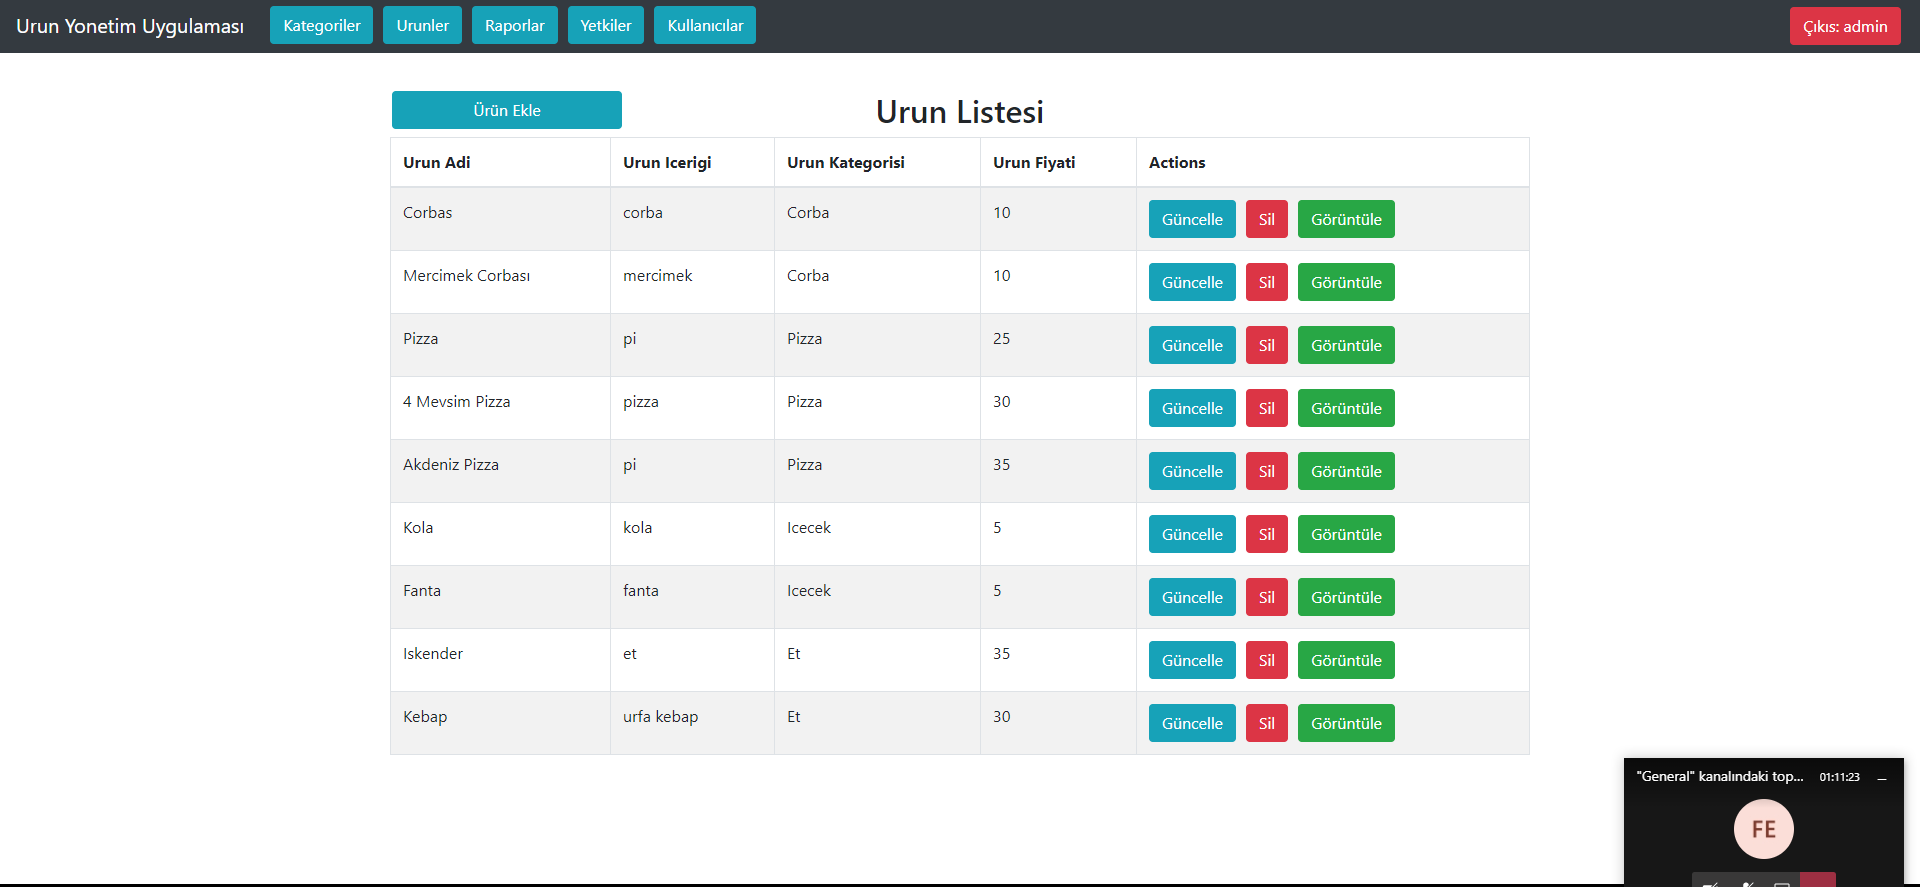 Urun Yonetim Uygulaması Kategoriler Urunler Raporlar Yetkiler Kullanıcılar Çıkıs: admin
Ürün Ekle Urun Listesi
Urun Adi Urun Icerigi Urun Kategorisi Urun Fiyati Actions
Corbas corba Corba 10 Güncelle Sil Görüntüle
Mercimek Corbası mercimek Corba 10 Güncelle Sil Görüntüle
Pizza pi Pizza 25 Güncelle Sil Görüntüle
4 Mevsim Pizza pizza Pizza 30 Güncelle Sil Görüntüle
Akdeniz Pizza pi Pizza 35 Güncelle Sil Görüntüle
Kola kola Icecek 5 Güncelle Sil Görüntüle
Fanta fanta Icecek 5 Güncelle Sil Görüntüle
Iskender et Et 35 Güncelle Sil Görüntüle
Kebap urfa kebap Et 30 Güncelle Sil Görüntüle
"General" kanalındaki top... 01:11:23
FE